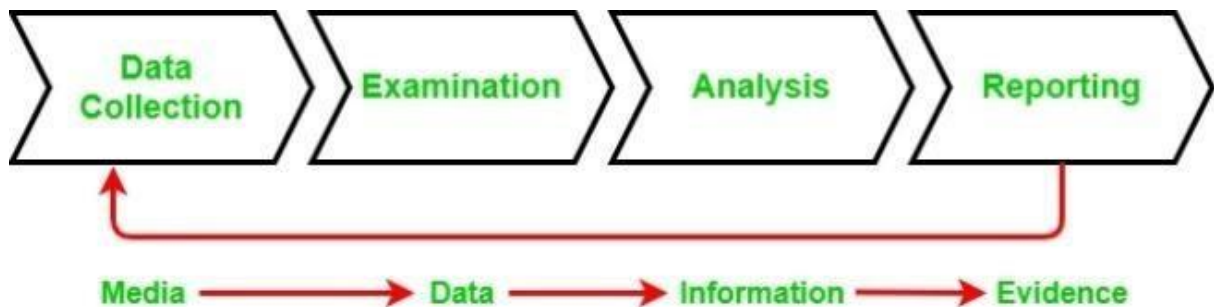 Data
Collection
Examination
Analysis
Reporting
Media
Data
Information
Evidence